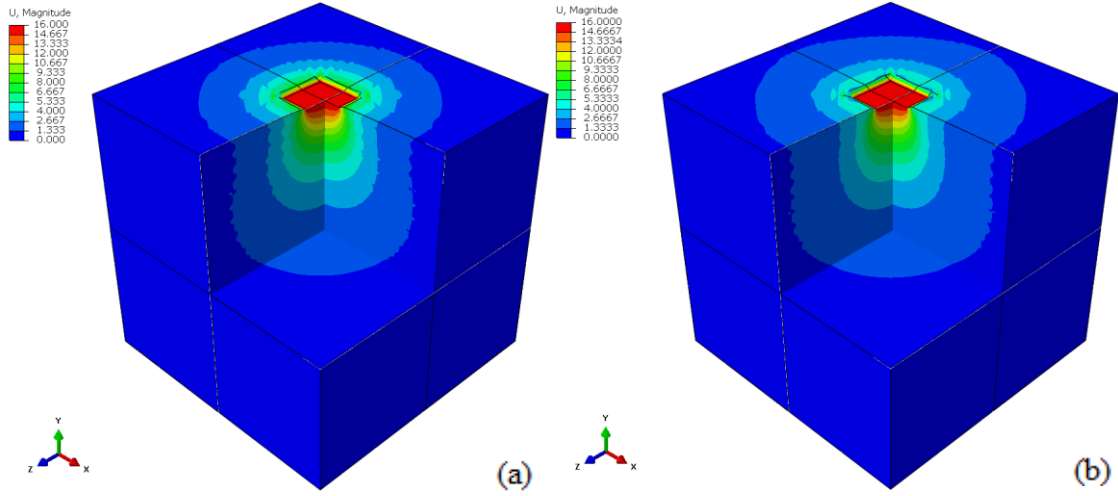 U, Magnitude
16.000
14.667
13.333
12.000
10.667
9.333
8.000
6.667
5.333
4.000
2.667
1.333
0.000
Y
Z
X
(a)
U, Magnitude
16.0000
14.6667
13.3334
12.0000
10.6667
9.3333
8.0000
6.6667
5.3333
4.0000
2.6667
1.3333
0.0000
Y
Z
X
(b)